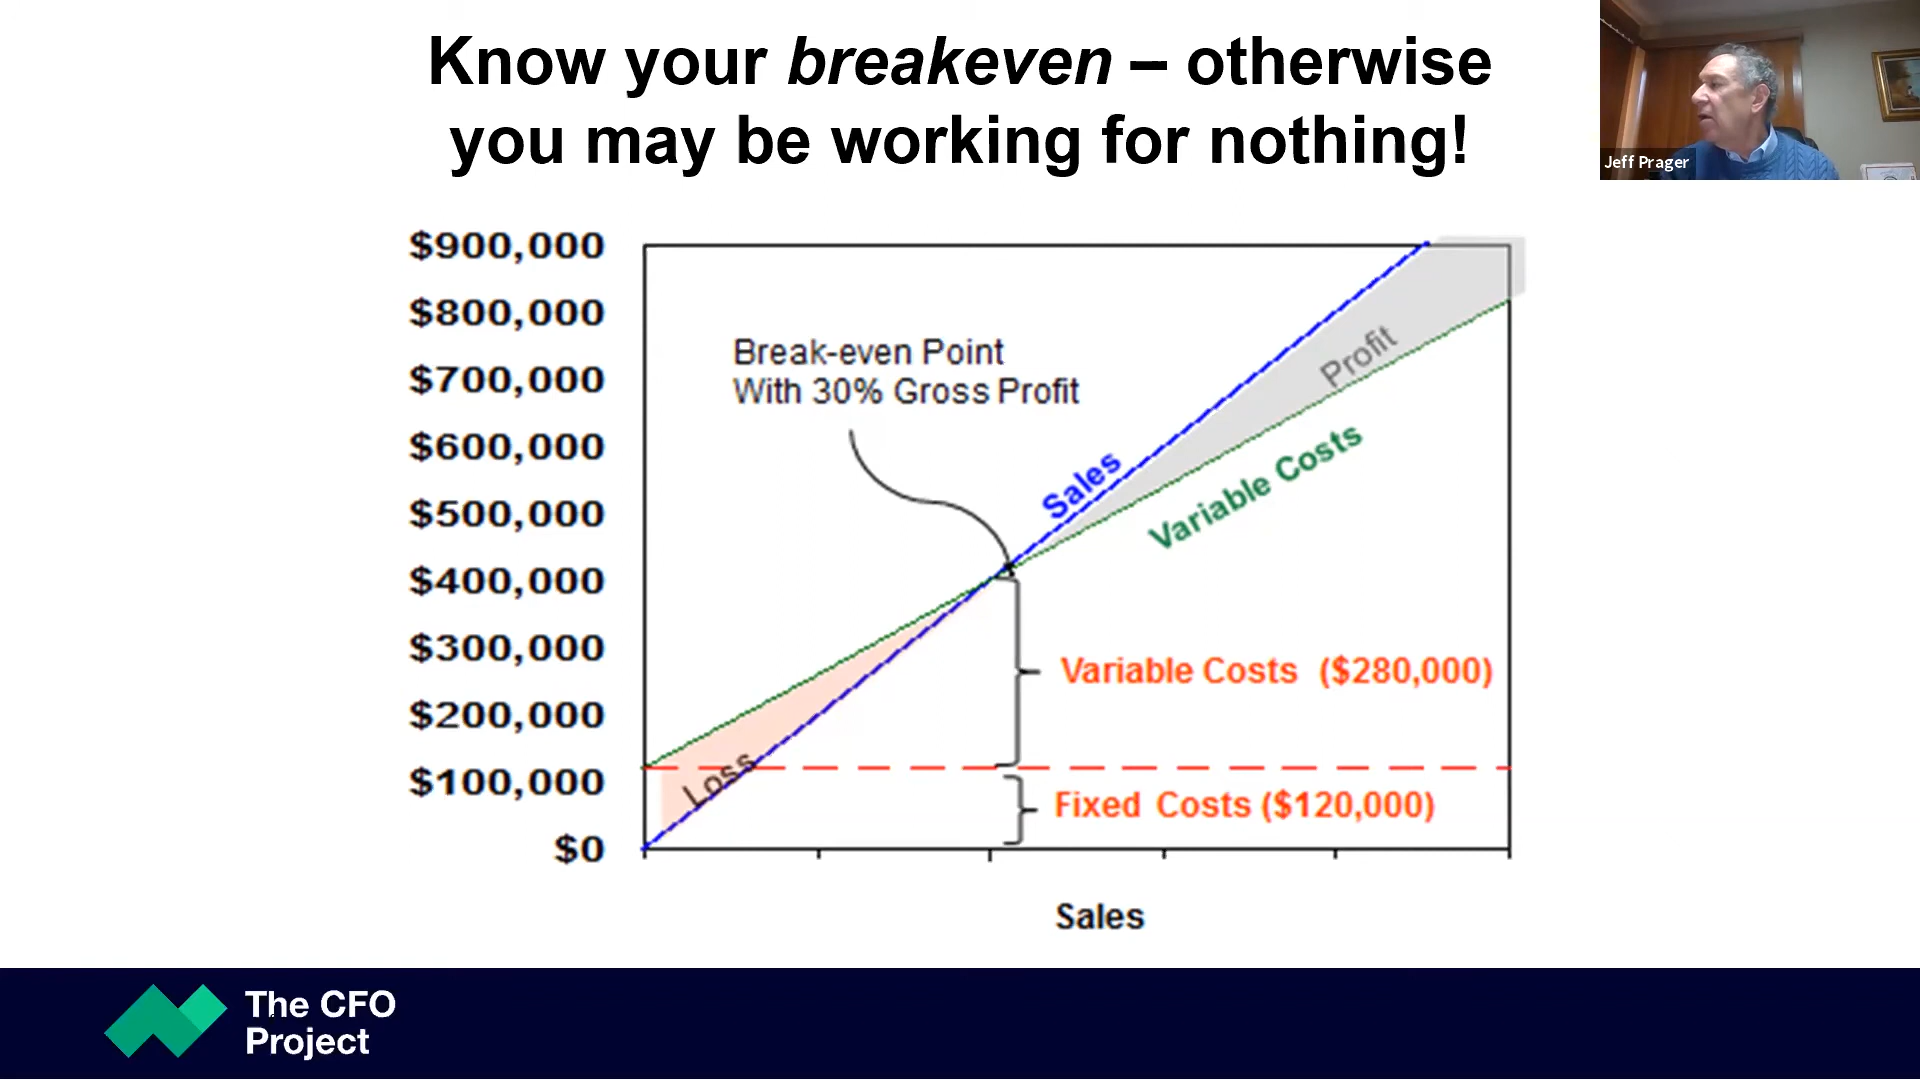 Know your breakeven – otherwise
you may be working for nothing!
Jeff Prager
$900,000
$800,000
$700,000
$600,000
$500,000
$400,000
$300,000
$200,000
$100,000
$0
Break-even Point
With 30% Gross Profit
Sales
Profit
Variable Costs
Loss
Variable Costs ($280,000)
Fixed Costs ($120,000)
Sales
The CFO
Project